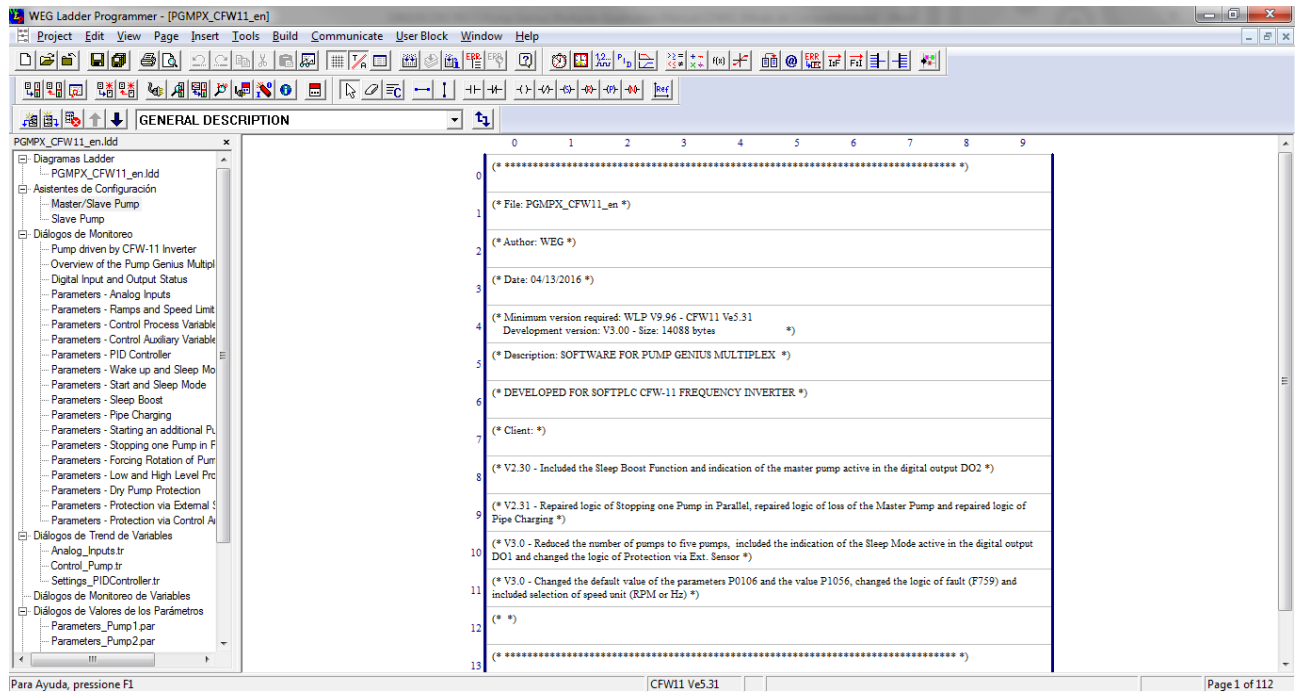 WEG Ladder Programmer - [PGMPX_CFW11_en]
Project Edit View Page Insert Tools Build Communicate User Block Window Help
GENERAL DESCRIPTION
PGMPX_CFW11_en.ldd
Diagramas Ladder
PGMPX_CFW11_en.ldd
Asistentes de Configuración
Master/Slave Pump
Slave Pump
Diálogos de Monitoreo
Pump driven by CFW-11 Inverter
Overview of the Pump Genius Multipl
Digital Input and Output Status
Parameters - Analog Inputs
Parameters - Ramps and Speed Limit
Parameters - Control Process Variable
Parameters - Control Auxiliary Variable
Parameters - PID Controller
Parameters - Wake up and Sleep Mo
Parameters - Start and Sleep Mode
Parameters - Sleep Boost
Parameters - Pipe Charging
Parameters - Starting an additional Pu
Parameters - Stopping one Pump in P
Parameters - Forcing Rotation of Pum
Parameters - Low and High Level Pro
Parameters - Dry Pump Protection
Parameters - Protection via External S
Parameters - Protection via Control Au
Diálogos de Trend de Variables
Analog_Inputs.tr
Control_Pump.tr
Settings_PIDController.tr
Diálogos de Monitoreo de Variables
Diálogos de Valores de los Parámetros
Parameters_Pump1.par
Parameters_Pump2.par
0 1 2 3 4 5 6 7 8 9
0
(* File: PGMPX_CFW11_en *)
1
(* Author: WEG *)
2
(* Date: 04/13/2016 *)
3
(* Minimum version required: WLP V9.96 - CFW11 Ve5.31
4 Development version: V3.00 - Size: 14088 bytes *)
(* Description: SOFTWARE FOR PUMP GENIUS MULTIPLEX *)
5
(* DEVELOPED FOR SOFTPLC CFW-11 FREQUENCY INVERTER *)
6
(* Client: *)
7
(* V2.30 - Included the Sleep Boost Function and indication of the master pump active in the digital output DO2 *)
8
(* V2.31 - Repaired logic of Stopping one Pump in Parallel, repaired logic of loss of the Master Pump and repaired logic of
9 Pipe Charging *)
(* V3.0 - Reduced the number of pumps to five pumps, included the indication of the Sleep Mode active in the digital output
10 DO1 and changed the logic of Protection via Ext. Sensor *)
(* V3.0 - Changed the default value of the parameters P0106 and the value P1056, changed the logic of fault (F759) and
11 included selection of speed unit (RPM or Hz) *)
(* *)
12
13
Para Ayuda, pressione F1
CFW11 Ve5.31
Page 1 of 112